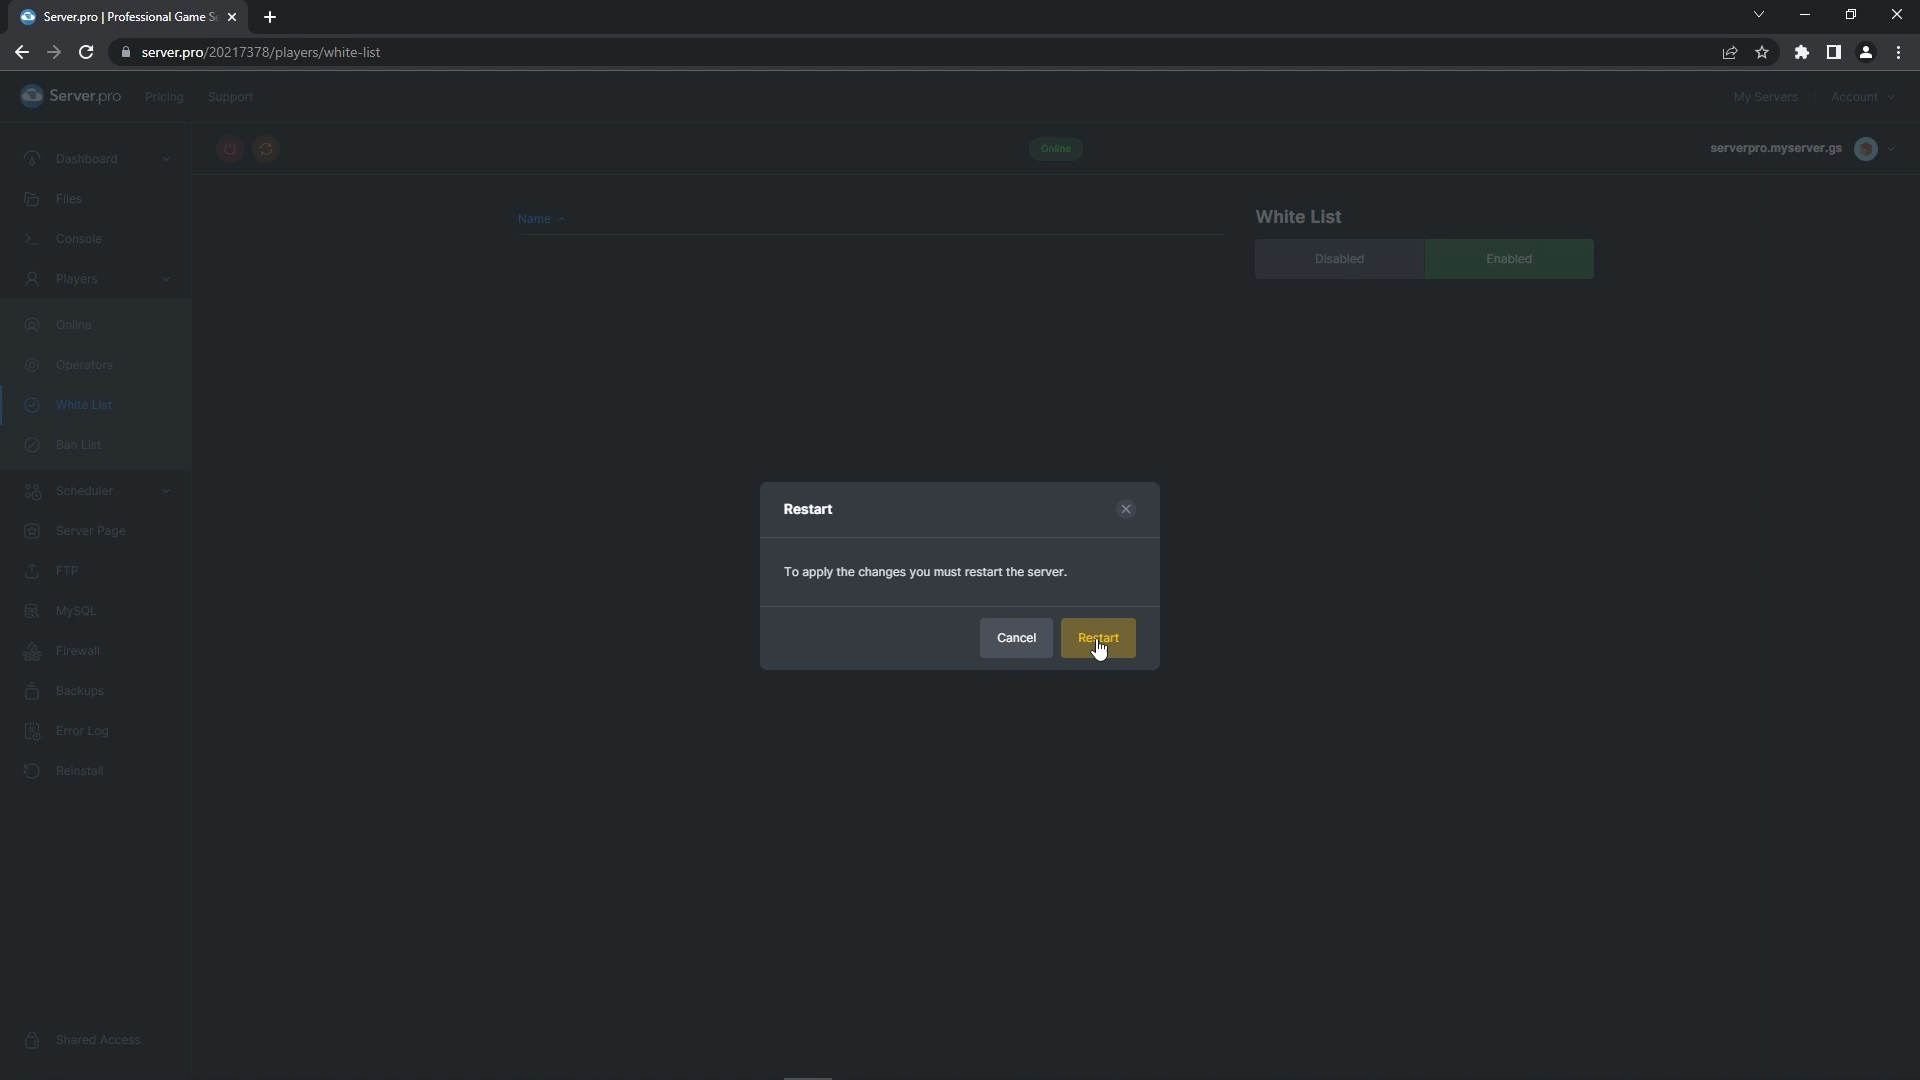 Server.pro | Professional Game S
server.pro/20217378/players/white-list
Server.pro
Pricing
Support
My Servers
Account
Online
serverpro.myserver.gs
Dashboard
Files
Console
Players
Online
Operators
White List
Ban List
Scheduler
Server Page
FTP
MySQL
Firewall
Backups
Error Log
Reinstall
Shared Access
Name
White List
Disabled
Enabled
Restart
To apply the changes you must restart the server.
Cancel
Restart